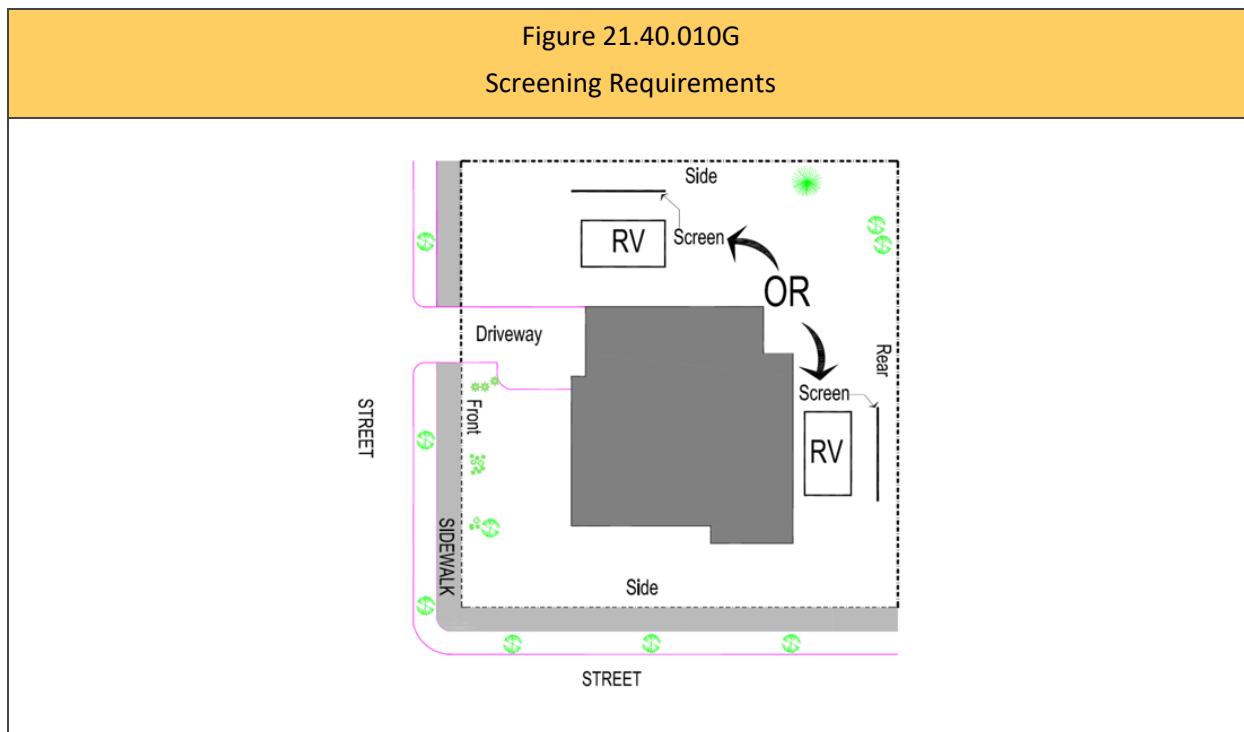 Figure 21.40.010G
Screening Requirements
Side
RV
Screen
OR
Driveway
Rear
Screen
Front
STREET
RV
SIDEWALK
Side
STREET